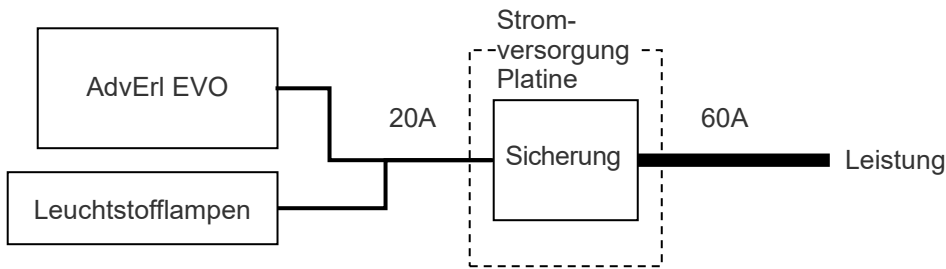 Strom-
versorgung
Platine
AdvErl EVO
20A
60A
Sicherung
Leistung
Leuchtstofflampen